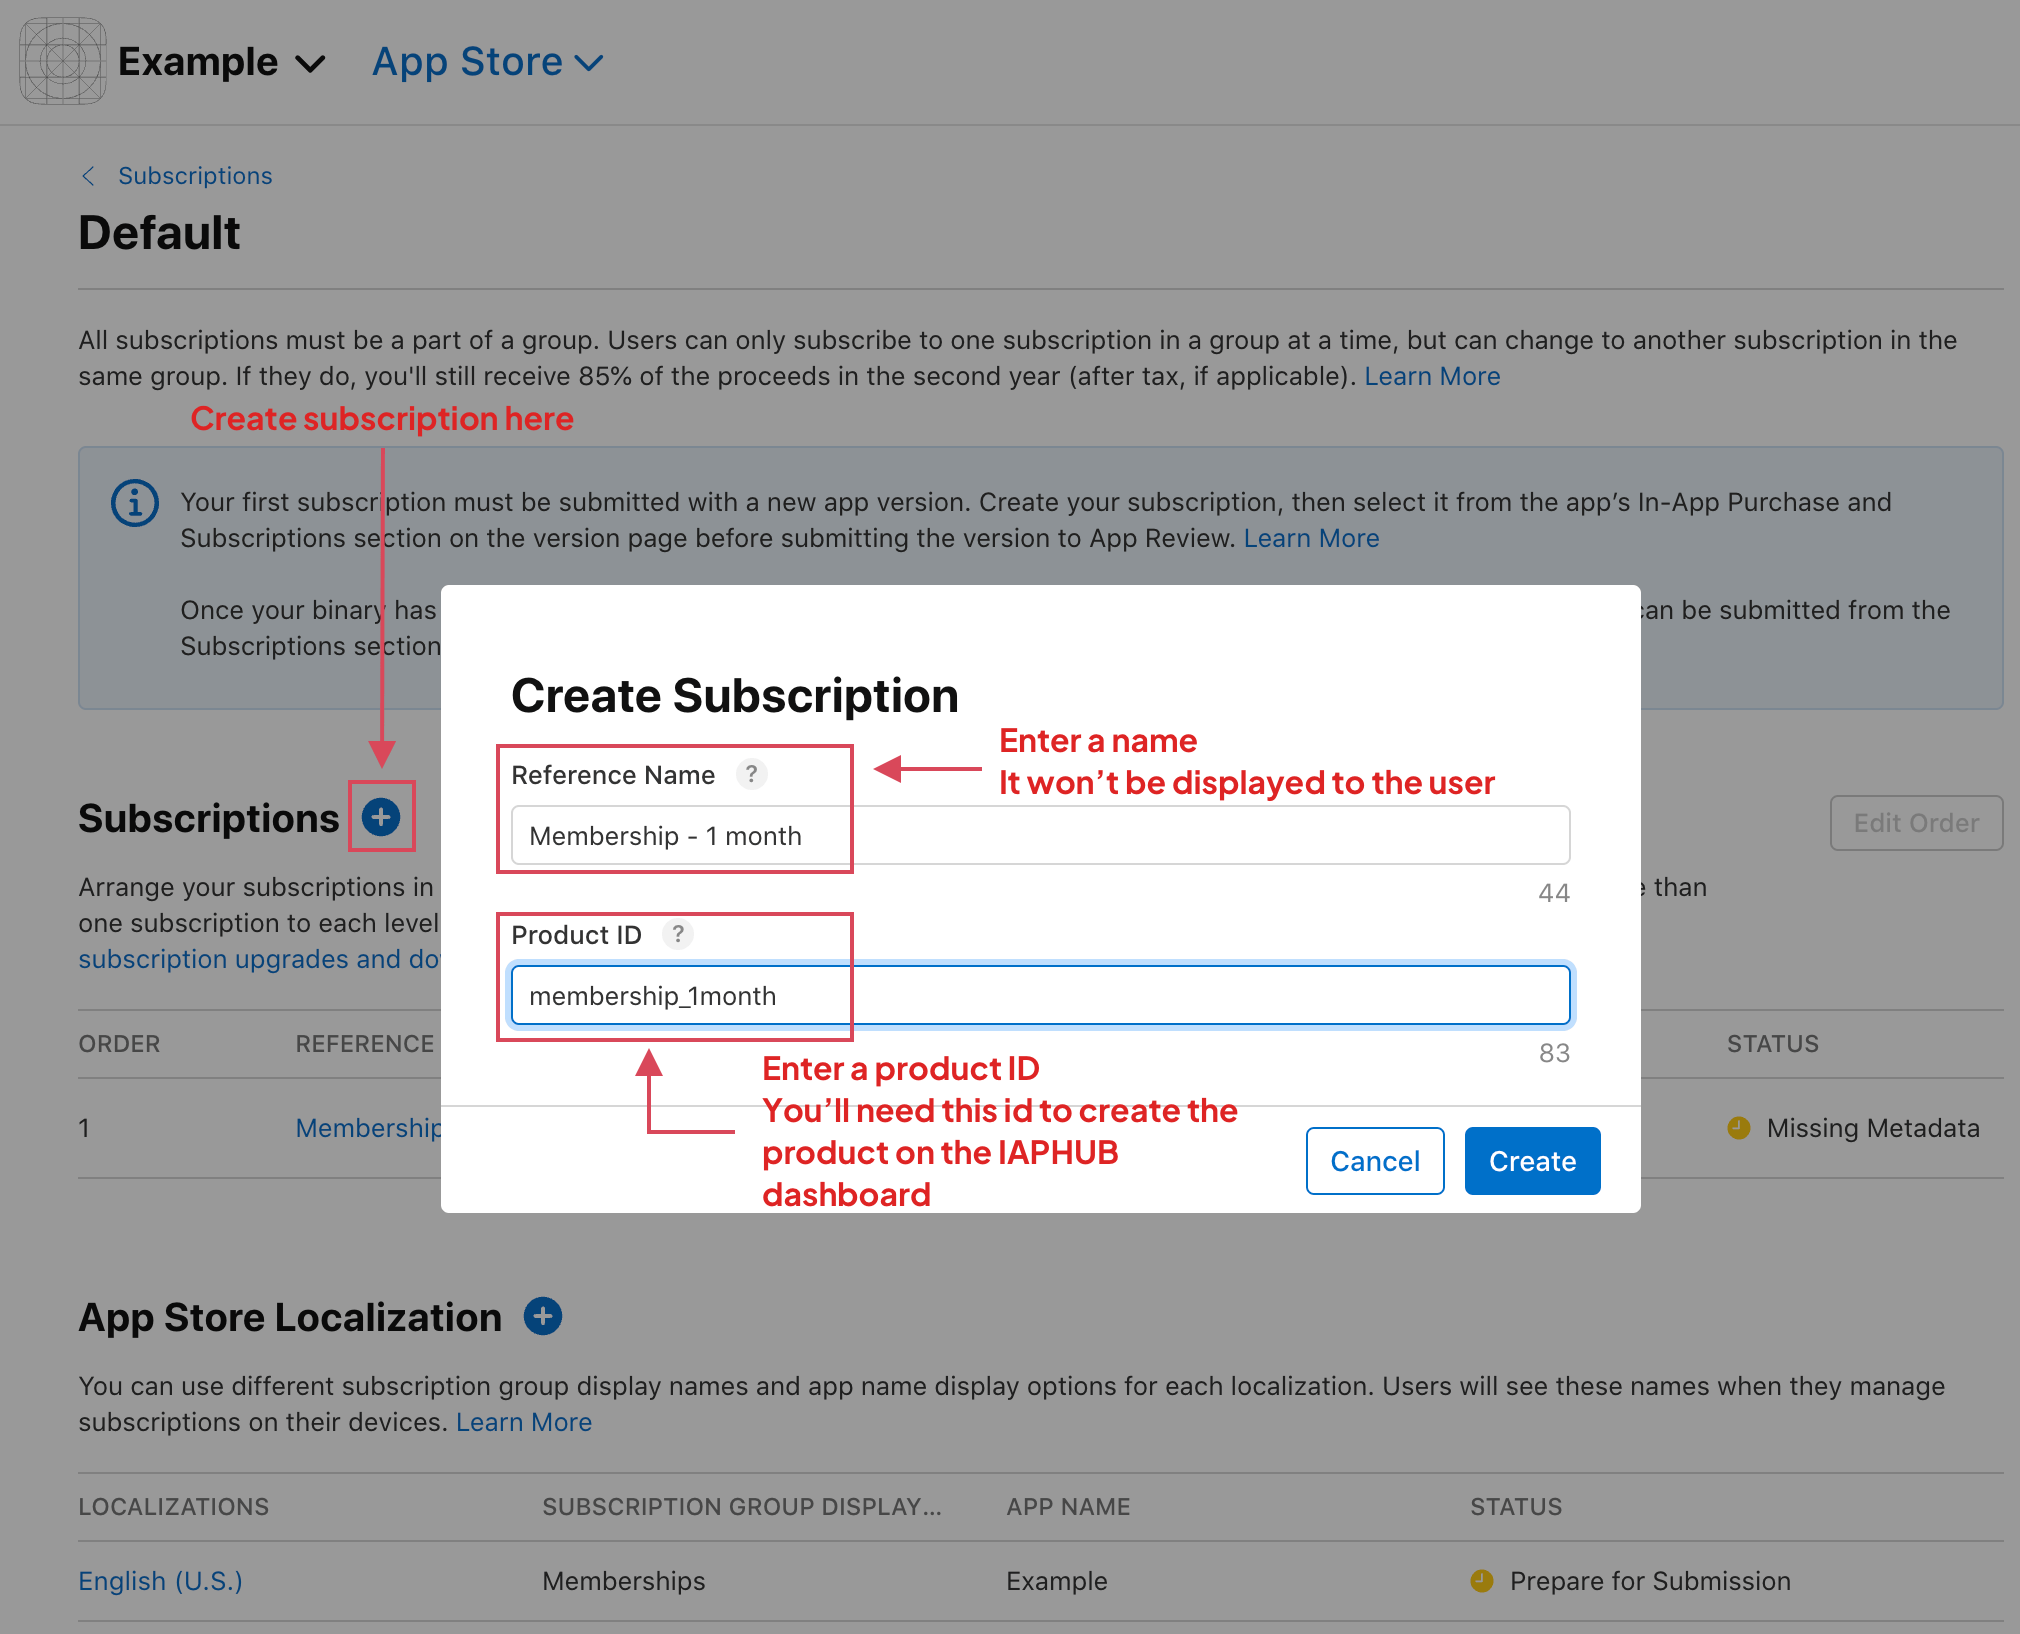 Example
App Store
Subscriptions
Default
All subscriptions must be a part of a group. Users can only subscribe to one subscription in a group at a time, but can change to another subscription in the
same group. If they do, you'll still receive 85% of the proceeds in the second year (after tax, if applicable). Learn More
Create subscription here
Your first subscription must be submitted with a new app version. Create your subscription, then select it from the app’s In-App Purchase and
Subscriptions section on the version page before submitting the version to App Review. Learn More
Once your binary has
can be submitted from the
Subscriptions section
Create Subscription
Enter a name
It won’t be displayed to the user
Reference Name ?
Membership - 1 month
44
Subscriptions
Edit Order
Arrange your subscriptions in
than
one subscription to each level
subscription upgrades and
Product ID ?
membership_1month
83
ORDER
REFERENCE
STATUS
Enter a product ID
You’ll need this id to create the
product on the IAPHUB
dashboard
1
Membership
Missing Metadata
Cancel
Create
App Store Localization
You can use different subscription group display names and app name display options for each localization. Users will see these names when they manage
subscriptions on their devices. Learn More
LOCALIZATIONS
SUBSCRIPTION GROUP DISPLAY...
APP NAME
STATUS
English (U.S.)
Memberships
Example
Prepare for Submission